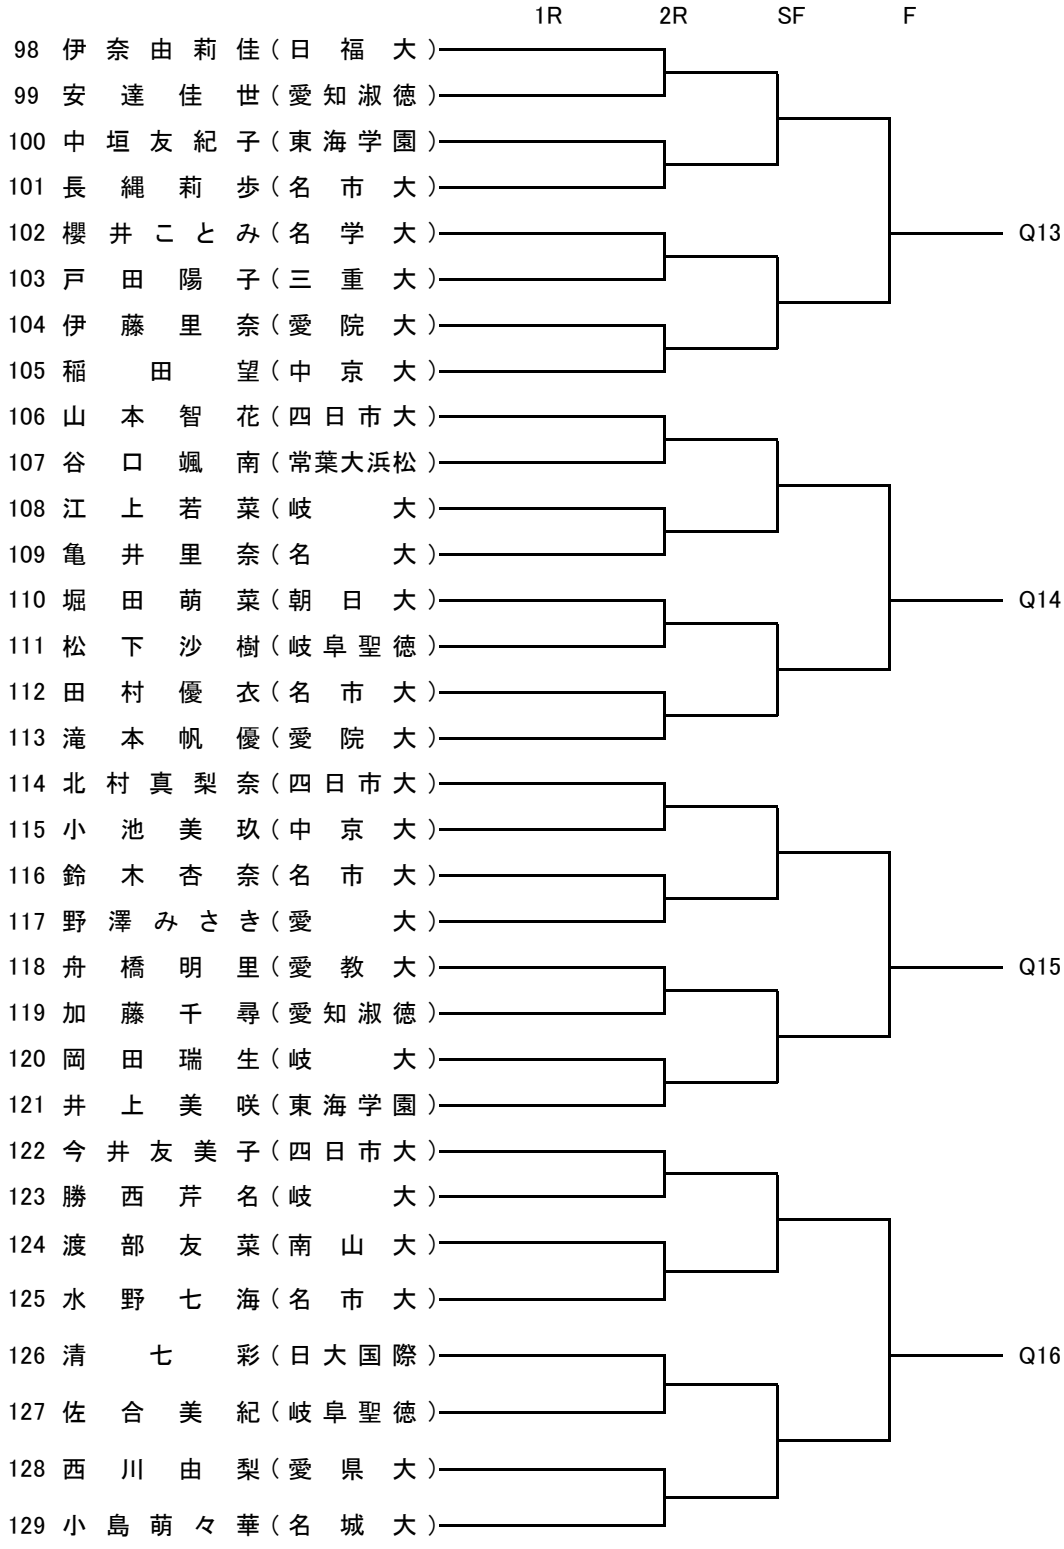 1R 2R SF F
98 伊奈由莉佳(日福大)
99 安達佳世(愛知淑徳)
100 中垣友紀子(東海学園)
101 長縄莉歩(名市大)
102 櫻井ことみ(名学大) Q13
103 戸田陽子(三重大)
104 伊藤里奈(愛院大)
105 稲田望(中京大)
106 山本智花(四日市大)
107 谷口颯南(常葉大浜松)
108 江上若菜(岐大)
109 亀井里奈(名大)
110 堀田萌菜(朝日大) Q14
111 松下沙樹(岐阜聖徳)
112 田村優衣(名市大)
113 滝本帆優(愛院大)
114 北村真梨奈(四日市大)
115 小池美玖(中京大)
116 鈴木杏奈(名市大)
117 野澤みさき(愛大)
118 舟橋明里(愛教大) Q15
119 加藤千尋(愛知淑徳)
120 岡田瑞生(岐大)
121 井上美咲(東海学園)
122 今井友美子(四日市大)
123 勝西芹名(岐大)
124 渡部友菜(南山大)
125 水野七海(名市大)
126 清七彩(日大国際) Q16
127 佐合美紀(岐阜聖徳)
128 西川由梨(愛県大)
129 小島萌々華(名城大)